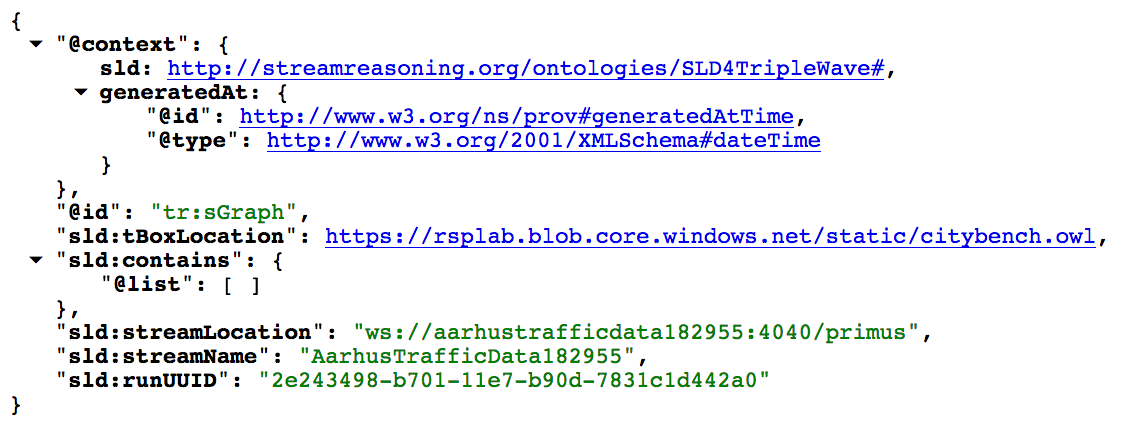 {
"@context": {
sld: http://streamreasoning.org/ontologies/SLD4TripleWave#,
generatedAt: {
"@id": http://www.w3.org/ns/prov#generatedAtTime,
"@type": http://www.w3.org/2001/XMLSchema#dateTime
}
},
"@id": "tr:sGraph",
"sld:tBoxLocation": https://rsplab.blob.core.windows.net/static/citybench.owl,
"sld:contains": {
"@list": [ ]
},
"sld:streamLocation": "ws://aarhustrafficdata182955:4040/primus",
"sld:streamName": "AarhusTrafficData182955",
"sld:runUUID": "2e243498-b701-11e7-b90d-7831c1d442a0"
}